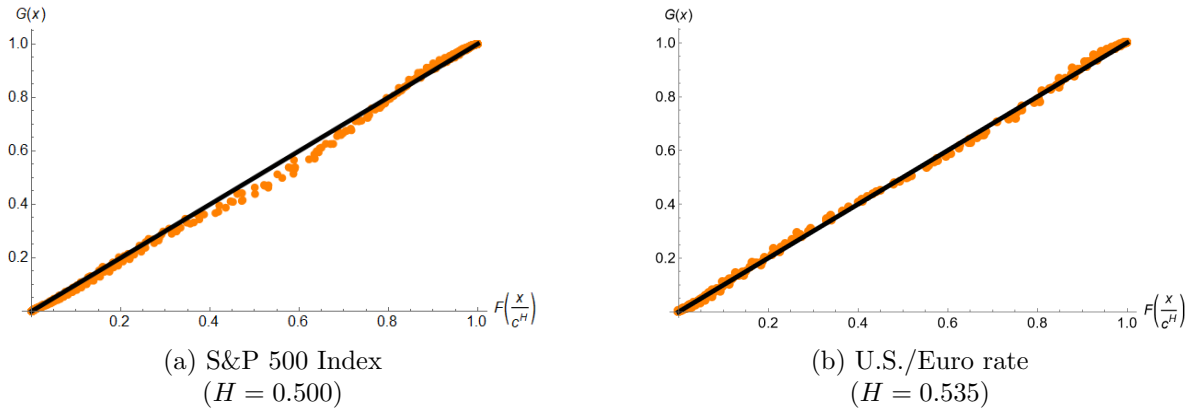 G(x)
1.0
0.8
0.6
0.4
0.2
0.2 0.4 0.6 0.8 1.0
F(x/c^H)
(a) S&P 500 Index
(H = 0.500)
G(x)
1.0
0.8
0.6
0.4
0.2
0.2 0.4 0.6 0.8 1.0
F(x/c^H)
(b) U.S./Euro rate
(H = 0.535)